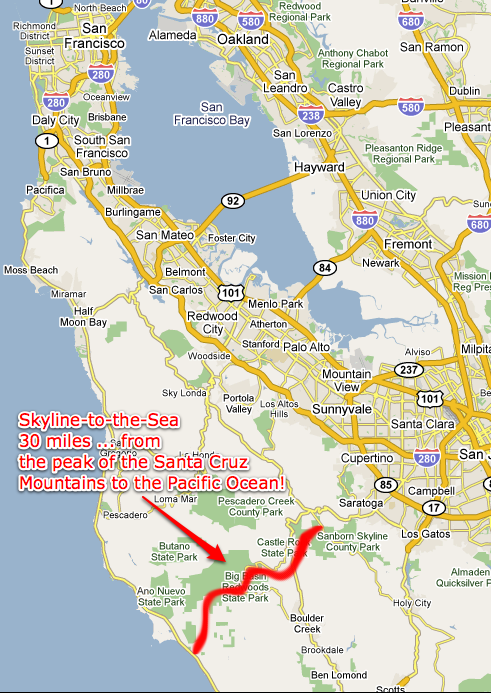 San
Francisco
Richmond
District
Sunset
District
Alameda
Oakland
880
580
Redwood
Regional Park
680
San Ramon
Anthony Chabot
Regional Park
San
Leandro
Castro
Valley
Dublin
280
Oceanview
Daly City
Brisbane
280
1
South San
Francisco
San Bruno
San
Francisco Bay
238
580
San Lorenzo
Pleasant
Pleasanton Ridge
Regional Park
Hayward
Pacifica
Millbrae
Burlingame
92
Union City
880
680
San Mateo
Foster City
Fremont
Newark
84
Moss Beach
Belmont
San Carlos
101
Miramar
Half
Moon Bay
Redwood
City
Menlo Park
Atherton
Stanford
Palo Alto
Mission
Reg Pres
Alviso
Milpita
Woodside
237
Mountain
View
101
Sky Londa
Portola
Valley
Los Altos
Hills
Sunnyvale
Santa Clara
Skyline-to-the-Sea
30 miles ... from
the peak of the Santa Cruz
Mountains to the Pacific Ocean!
280
Cupertino
85
Campbell
Loma Mar
Pescadero
Pescadero Creek
County Park
Saratoga
17
Los Gatos
Castle Ro
State Park
Sanborn Skyline
County Park
Butano
State Park
Big Basin
Redwoods
State Park
Ano Nuevo
State Park
Almaden
Quicksilver P
Holy City
Boulder
Creek
Brookdale
Ben Lomond